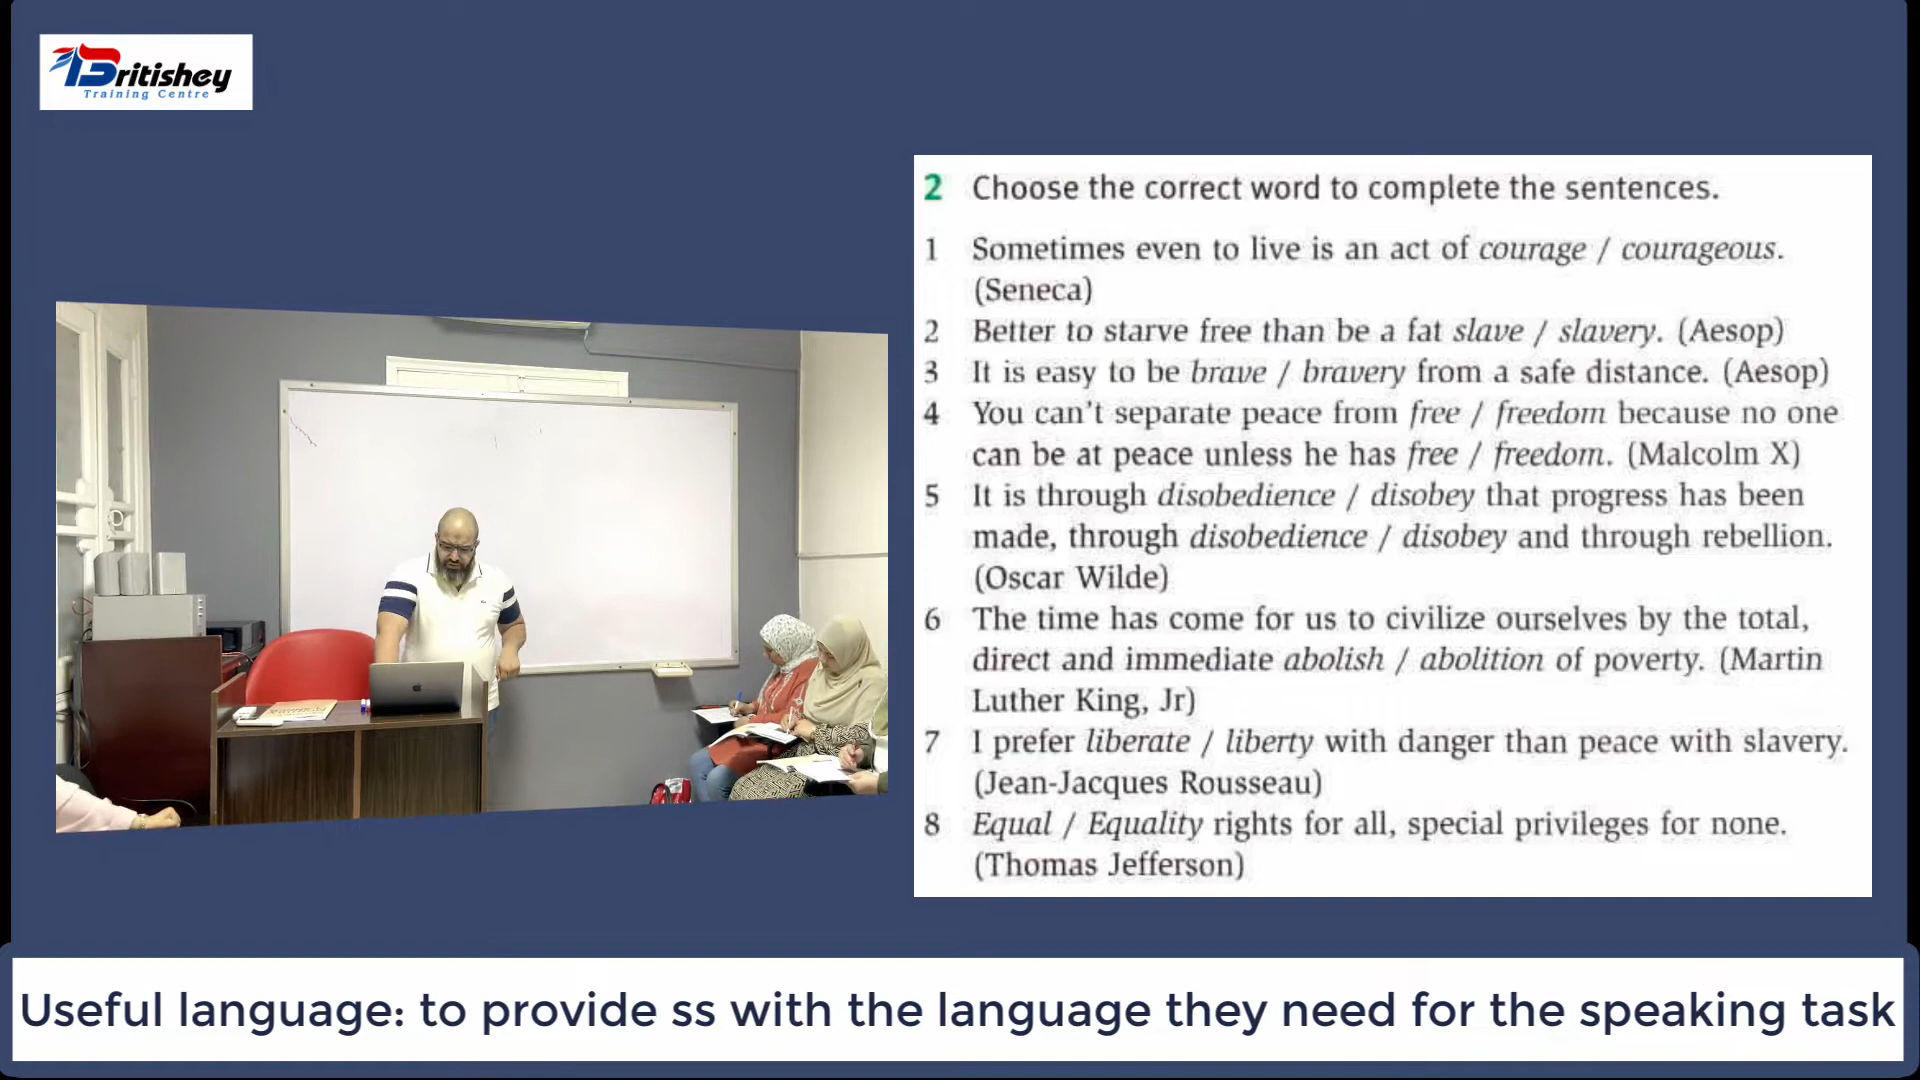 Britishey
Training Centre
2 Choose the correct word to complete the sentences.
1 Sometimes even to live is an act of courage / courageous.
(Seneca)
2 Better to starve free than be a fat slave / slavery. (Aesop)
3 It is easy to be brave / bravery from a safe distance. (Aesop)
4 You can't separate peace from free / freedom because no one
can be at peace unless he has free / freedom. (Malcolm X)
5 It is through disobedience / disobey that progress has been
made, through disobedience / disobey and through rebellion.
(Oscar Wilde)
6 The time has come for us to civilize ourselves by the total,
direct and immediate abolish / abolition of poverty. (Martin
Luther King, Jr)
7 I prefer liberate / liberty with danger than peace with slavery.
(Jean-Jacques Rousseau)
8 Equal / Equality rights for all, special privileges for none.
(Thomas Jefferson)
Useful language: to provide ss with the language they need for the speaking task